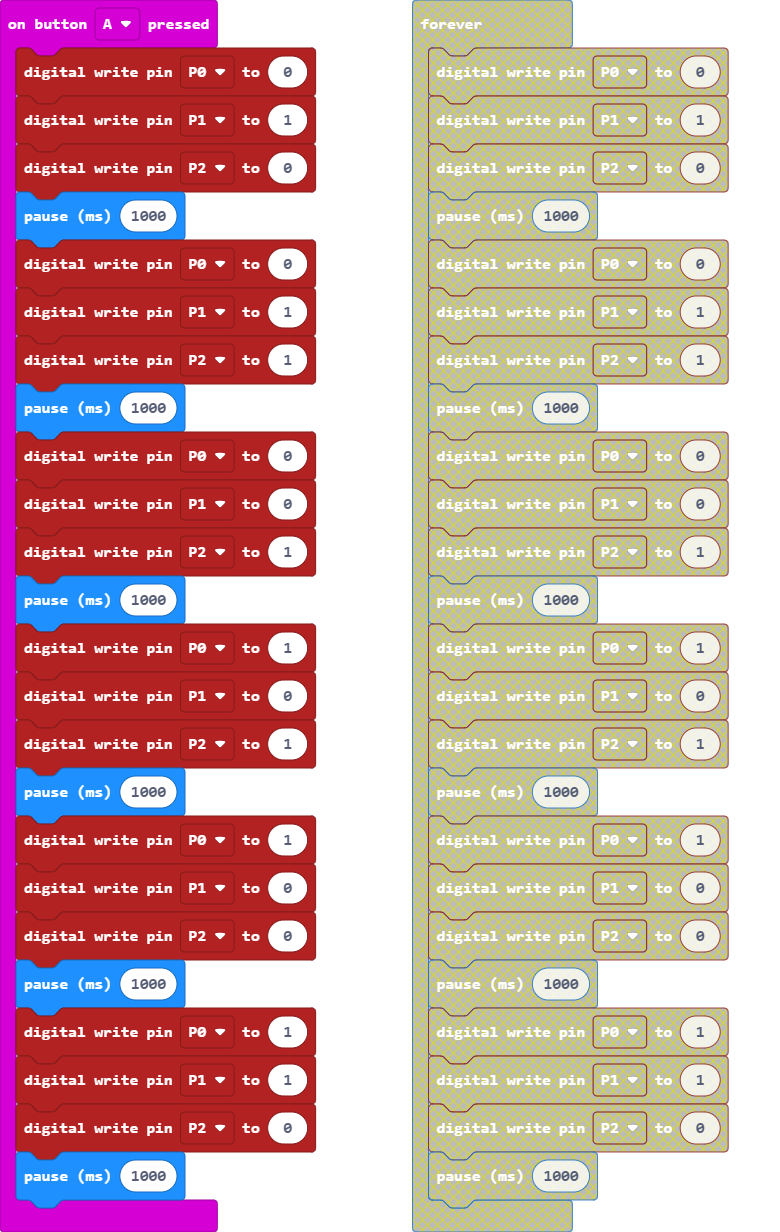 on button A pressed
digital write pin P0 to 0
digital write pin P1 to 1
digital write pin P2 to 0
pause (ms) 1000
digital write pin P0 to 0
digital write pin P1 to 1
digital write pin P2 to 1
pause (ms) 1000
digital write pin P0 to 0
digital write pin P1 to 0
digital write pin P2 to 1
pause (ms) 1000
digital write pin P0 to 1
digital write pin P1 to 0
digital write pin P2 to 1
pause (ms) 1000
digital write pin P0 to 1
digital write pin P1 to 0
digital write pin P2 to 0
pause (ms) 1000
digital write pin P0 to 1
digital write pin P1 to 1
digital write pin P2 to 0
pause (ms) 1000
forever
digital write pin P0 to 0
digital write pin P1 to 1
digital write pin P2 to 0
pause (ms) 1000
digital write pin P0 to 0
digital write pin P1 to 1
digital write pin P2 to 1
pause (ms) 1000
digital write pin P0 to 0
digital write pin P1 to 0
digital write pin P2 to 1
pause (ms) 1000
digital write pin P0 to 1
digital write pin P1 to 0
digital write pin P2 to 1
pause (ms) 1000
digital write pin P0 to 1
digital write pin P1 to 0
digital write pin P2 to 0
pause (ms) 1000
digital write pin P0 to 1
digital write pin P1 to 1
digital write pin P2 to 0
pause (ms) 1000